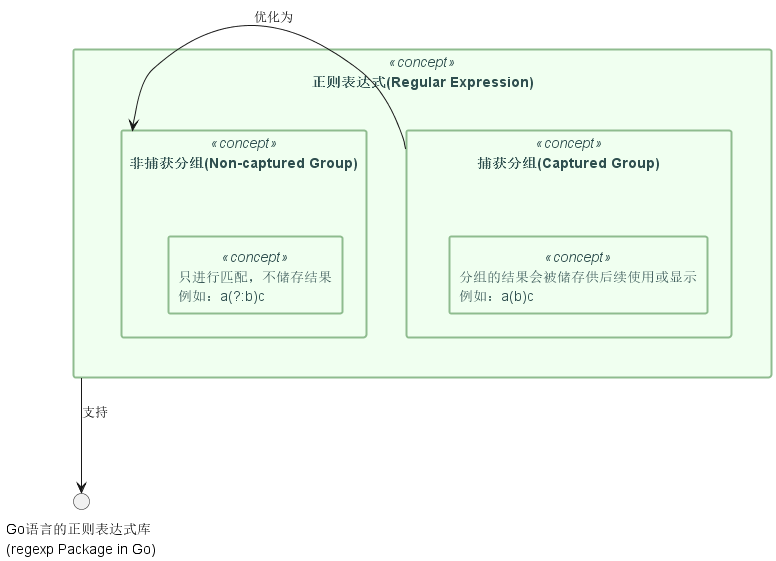 优化为
«concept»
正则表达式(Regular Expression)
«concept»
非捕获分组(Non-captured Group)
«concept»
捕获分组(Captured Group)
«concept»
只进行匹配，不储存结果
例如：a(?:b)c
«concept»
分组的结果会被储存供后续使用或显示
例如：a(b)c
支持
Go语言的正则表达式库
(regexp Package in Go)